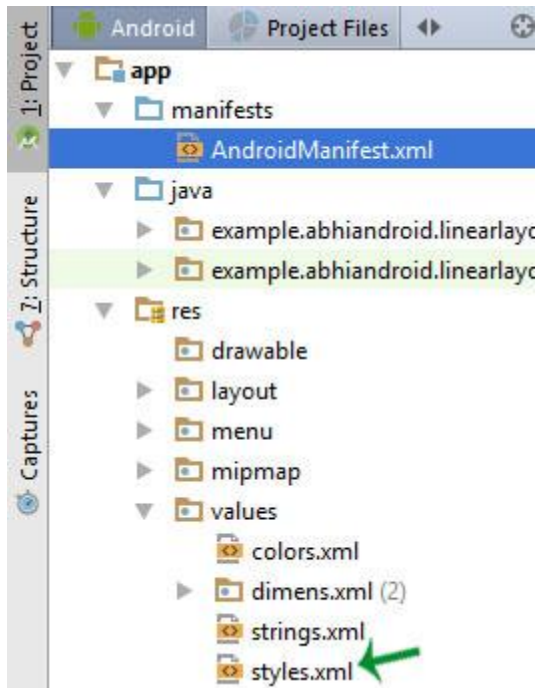 1: Project
Android Project Files
app
manifests
AndroidManifest.xml
java
example.abhiandroid.linearlayo
example.abhiandroid.linearlayo
res
drawable
layout
menu
mipmap
values
colors.xml
dimens.xml (2)
strings.xml
styles.xml
7: Structure
Captures